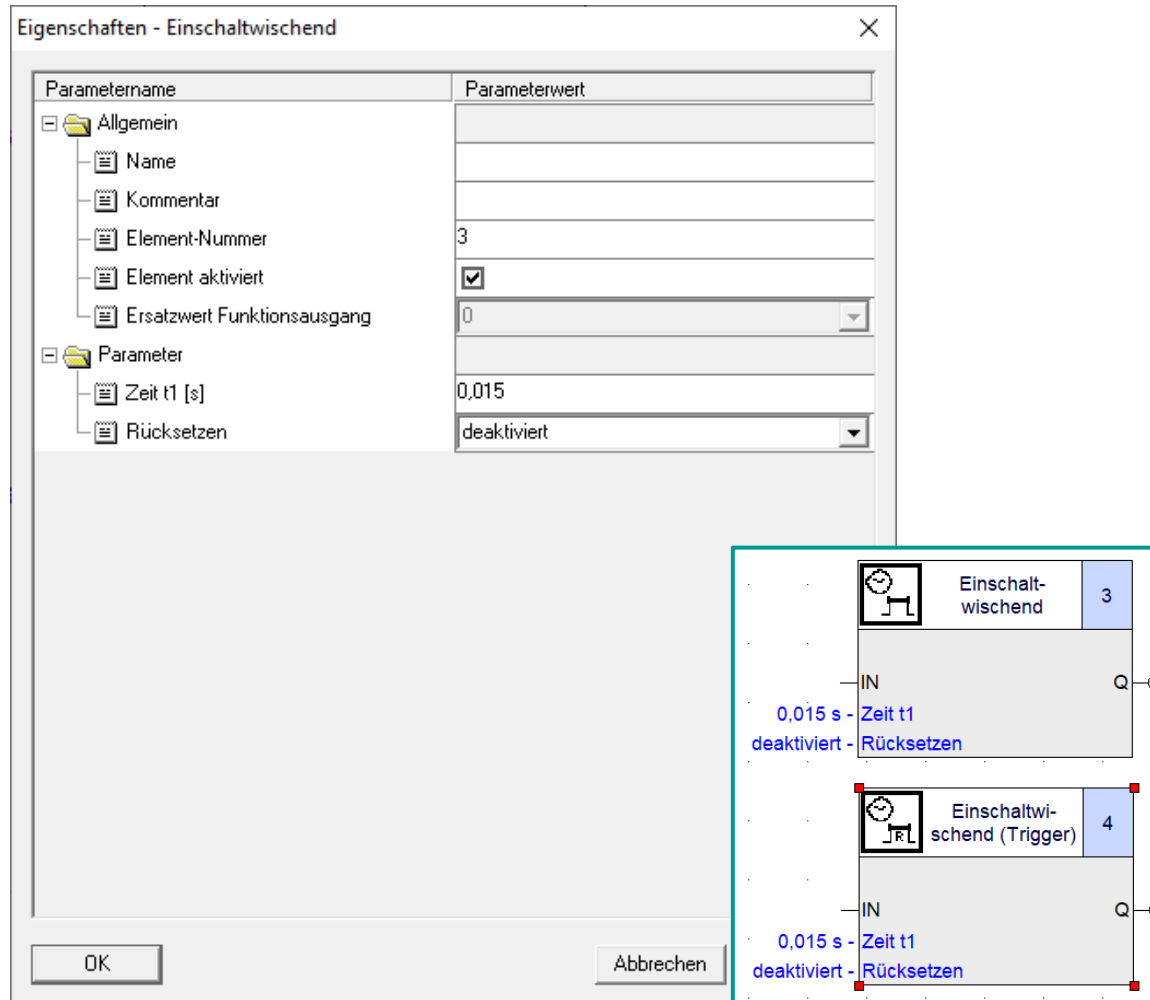 Eigenschaften - Einschaltwischend
Parametername Parameterwert
Allgemein
Name
Kommentar
Element-Nummer 3
Element aktiviert
Ersatzwert Funktionsausgang 0
Parameter
Zeit t1 [s] 0,015
Rücksetzen deaktiviert
OK Abbrechen
Einschalt-
wischend 3
IN Q
0,015 s - Zeit t1
deaktiviert - Rücksetzen
R
Einschaltwi-
schend (Trigger) 4
IN Q
0,015 s - Zeit t1
deaktiviert - Rücksetzen